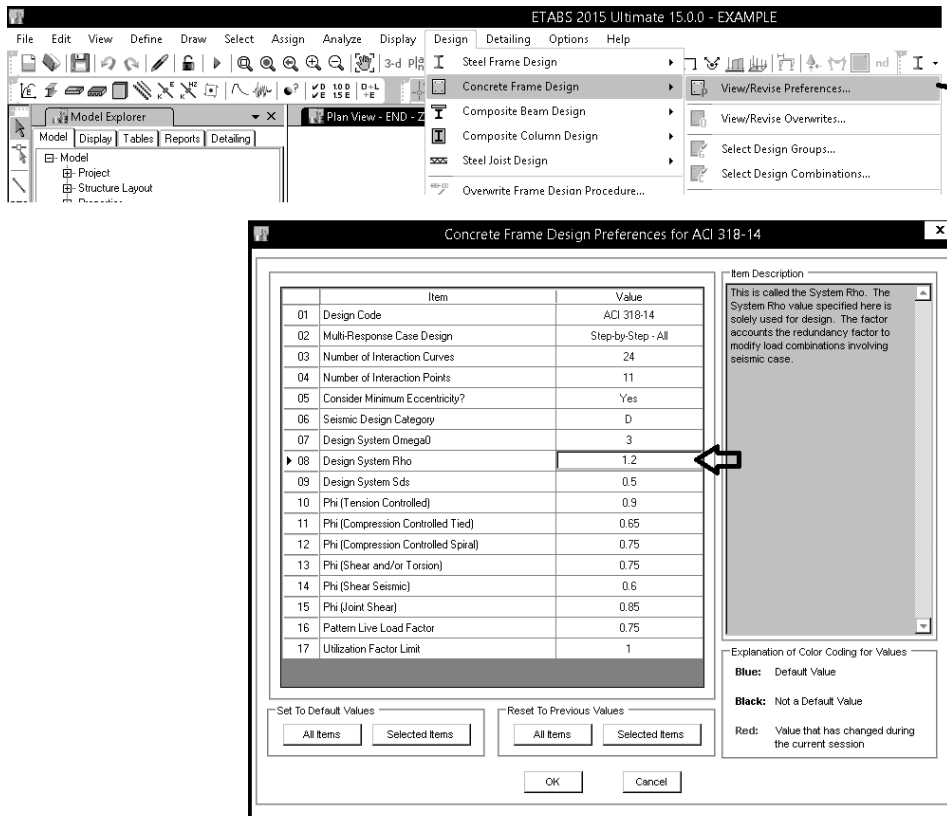 ETABS 2015 Ultimate 15.0.0 - EXAMPLE
File Edit View Define Draw Select Assign Analyze Display Design Detailing Options Help
3-d
nd
Model Explorer
Plan View - END - Z
Model Display Tables Reports Detailing
Model
Project
Structure Layout
Steel Frame Design
Concrete Frame Design
Composite Beam Design
Composite Column Design
Steel Joist Design
Overwrite Frame Design Procedure...
View/Revise Preferences...
View/Revise Overwrites...
Select Design Groups...
Select Design Combinations...
Concrete Frame Design Preferences for ACI 318-14
Item Value
01 Design Code ACI 318-14
02 Multi-Response Case Design Step-by-Step - All
03 Number of Interaction Curves 24
04 Number of Interaction Points 11
05 Consider Minimum Eccentricity? Yes
06 Seismic Design Category D
07 Design System Omega0 3
08 Design System Rho 1.2
09 Design System Sds 0.5
10 Phi (Tension Controlled) 0.9
11 Phi (Compression Controlled Tied) 0.65
12 Phi (Compression Controlled Spiral) 0.75
13 Phi (Shear and/or Torsion) 0.75
14 Phi (Shear Seismic) 0.6
15 Phi (Joint Shear) 0.85
16 Pattern Live Load Factor 0.75
17 Utilization Factor Limit 1
Item Description
This is called the System Rho. The
System Rho value specified here is
solely used for design. The factor
accounts the redundancy factor to
modify load combinations involving
seismic case.
Explanation of Color Coding for Values
Blue: Default Value
Black: Not a Default Value
Red: Value that has changed during
the current session
Set To Default Values
All Items Selected Items
Reset To Previous Values
All Items Selected Items
OK Cancel